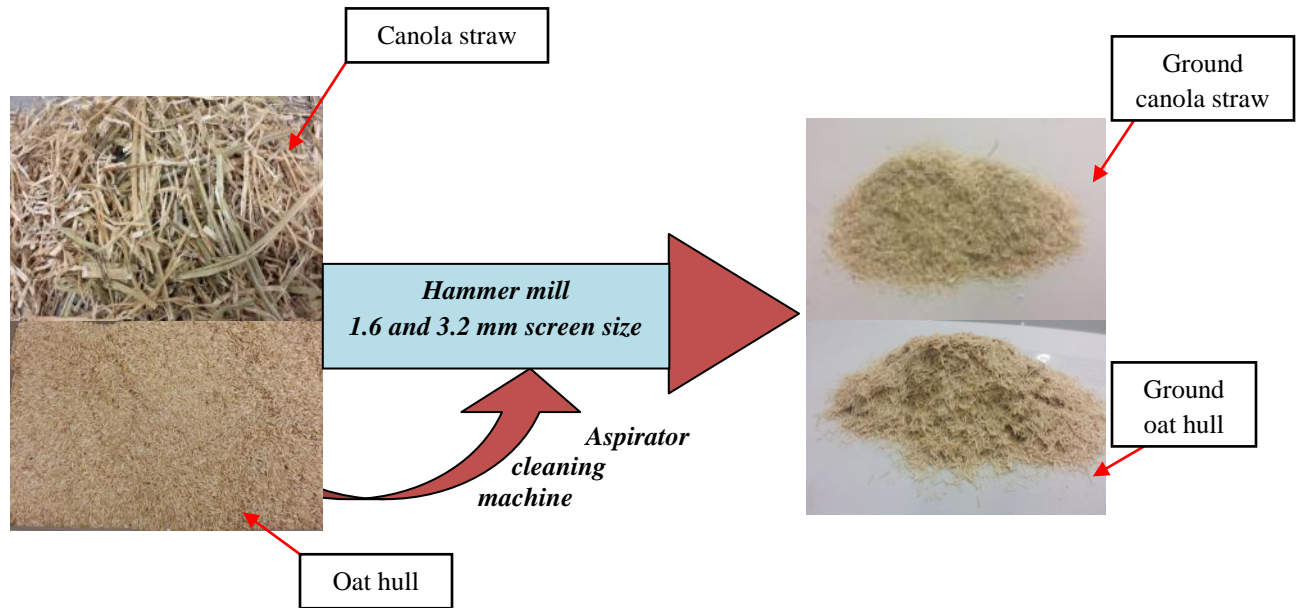 Canola straw
Ground
canola straw
Hammer mill
1.6 and 3.2 mm screen size
Aspirator
cleaning
machine
Ground
oat hull
Oat hull